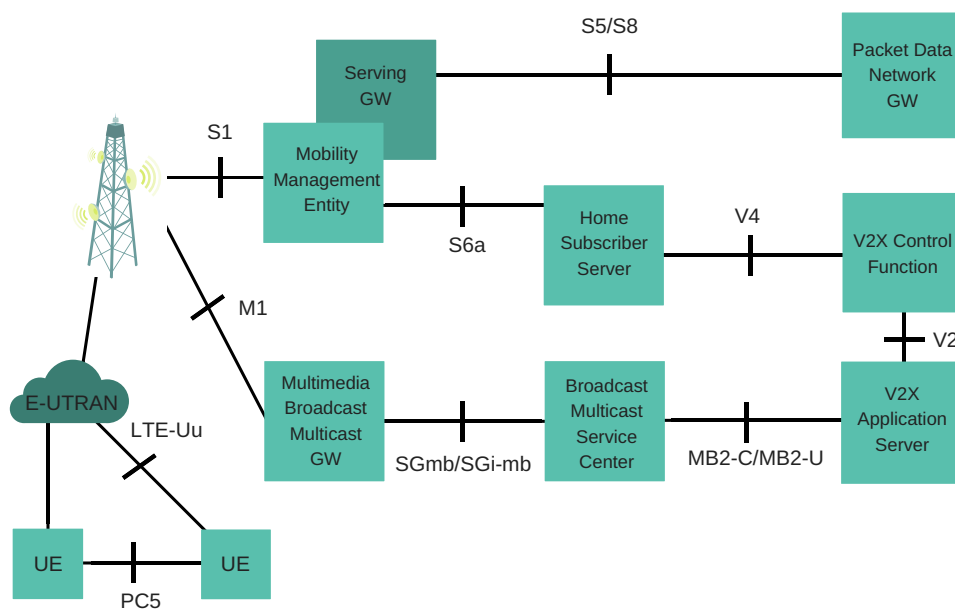 S5/S8
Serving
GW
Packet Data
Network
GW
S1
Mobility
Management
Entity
S6a
Home
Subscriber
Server
V4
V2X Control
Function
M1
V2
E-UTRAN
LTE-Uu
Multimedia
Broadcast
Multicast
GW
SGmb/SGi-mb
Broadcast
Multicast
Service
Center
MB2-C/MB2-U
V2X
Application
Server
UE
PC5
UE